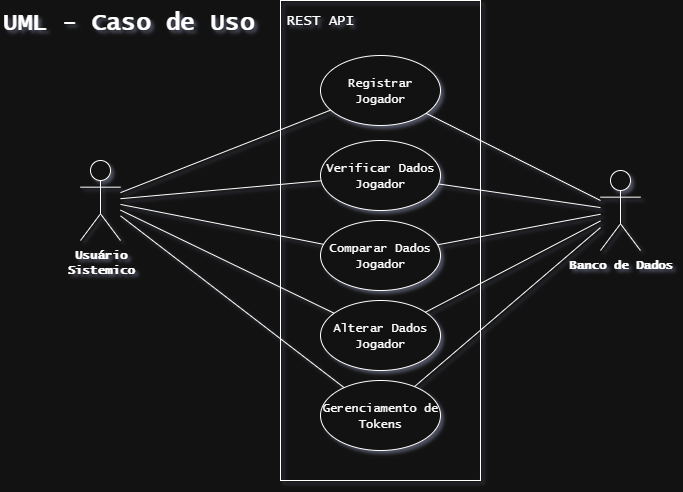 UML - Caso de Uso
REST API
Registrar
Jogador
Verificar Dados
Jogador
Comparar Dados
Jogador
Alterar Dados
Jogador
Gerenciamento de
Tokens
Usuário
Sistemico
Banco de Dados